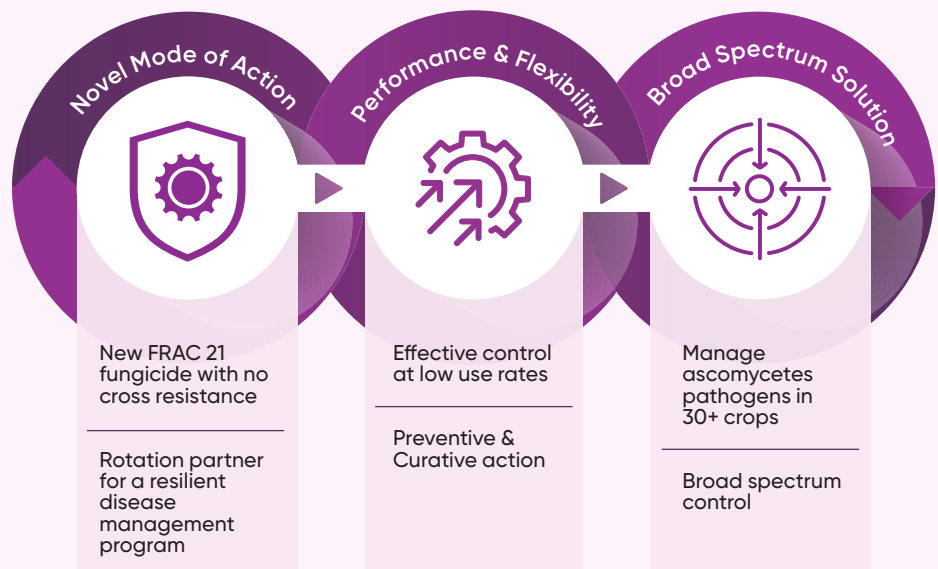 Novel Mode of Action
Performance & Flexibility
Broad Spectrum Solution
New FRAC 21
fungicide with no
cross resistance
Rotation partner
for a resilient
disease
management
program
Effective control
at low use rates
Preventive &
Curative action
Manage
ascomycetes
pathogens in
30+ crops
Broad spectrum
control